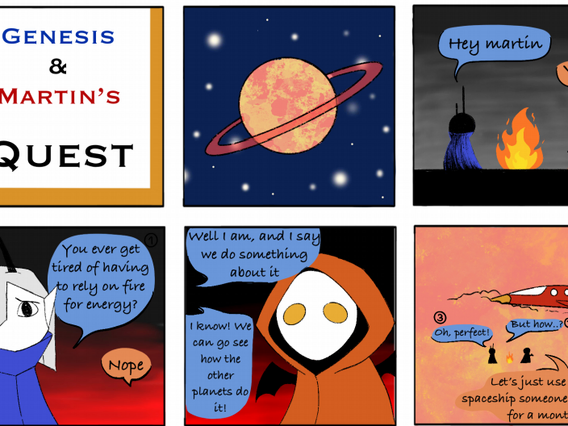 GENESIS
&
MARTIN'S
QUEST
Hey martin
Y
①
You ever get
tired of having
to rely on fire
for energy?
Nope
Well I am, and I say
we do something
about it
I know! We
can go see
how the
other
planets do
it!
③
Oh, perfect!
But how..?
Let's just use
spaceship someone
for a mont